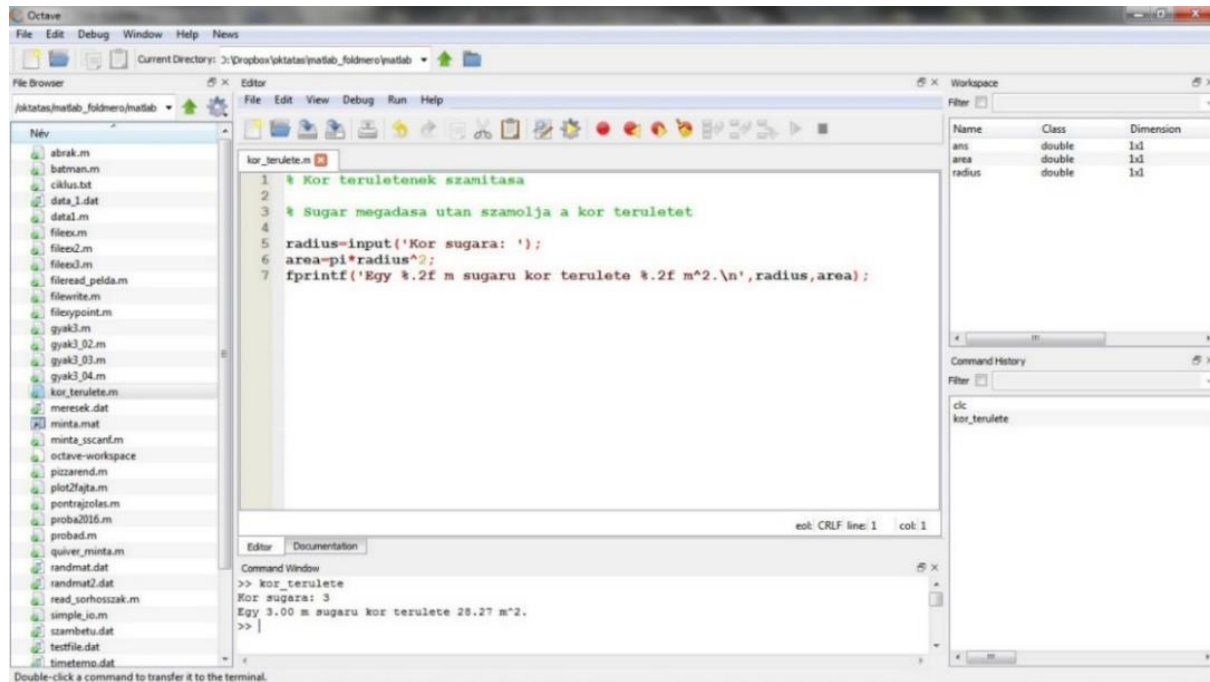 Octave
File Edit Debug Window Help News
Current Directory: D:\Dropbox\oktatas\matlab_foldmero\matlab
File Browser
/oktatas/matlab_foldmero/matlab
Név
abrak.m
batman.m
ciklus.txt
data_1.dat
data1.m
fileex.m
fileex2.m
fileex3.m
fileread_pelda.m
filewrite.m
filexypoint.m
gyak3.m
gyak3_02.m
gyak3_03.m
gyak3_04.m
kor_terulete.m
meresek.dat
minta.mat
minta_sscanf.m
octave-workspace
pizzarend.m
plot2fajta.m
pontrajzolas.m
proba2016.m
probad.m
quiver_minta.m
randmat.dat
randmat2.dat
read_sorhosszak.m
simple_io.m
szambetu.dat
testfile.dat
timetemp.dat
Editor
File Edit View Debug Run Help
kor_terulete.m
1 % Kor teruletenek szamitasa
2
3 % Sugar megadasa utan szamolja a kor teruletet
4
5 radius=input('Kor sugara: ');
6 area=pi*radius^2;
7 fprintf('Egy %.2f m sugaru kor terulete %.2f m^2.\n',radius,area);
eol: CRLF line: 1 col: 1
Editor Documentation
Command Window
>> kor_terulete
Kor sugara: 3
Egy 3.00 m sugaru kor terulete 28.27 m^2.
>>
Workspace
Filter
Name Class Dimension
ans double 1x1
area double 1x1
radius double 1x1
Command History
Filter
clc
kor_terulete
Double-click a command to transfer it to the terminal.